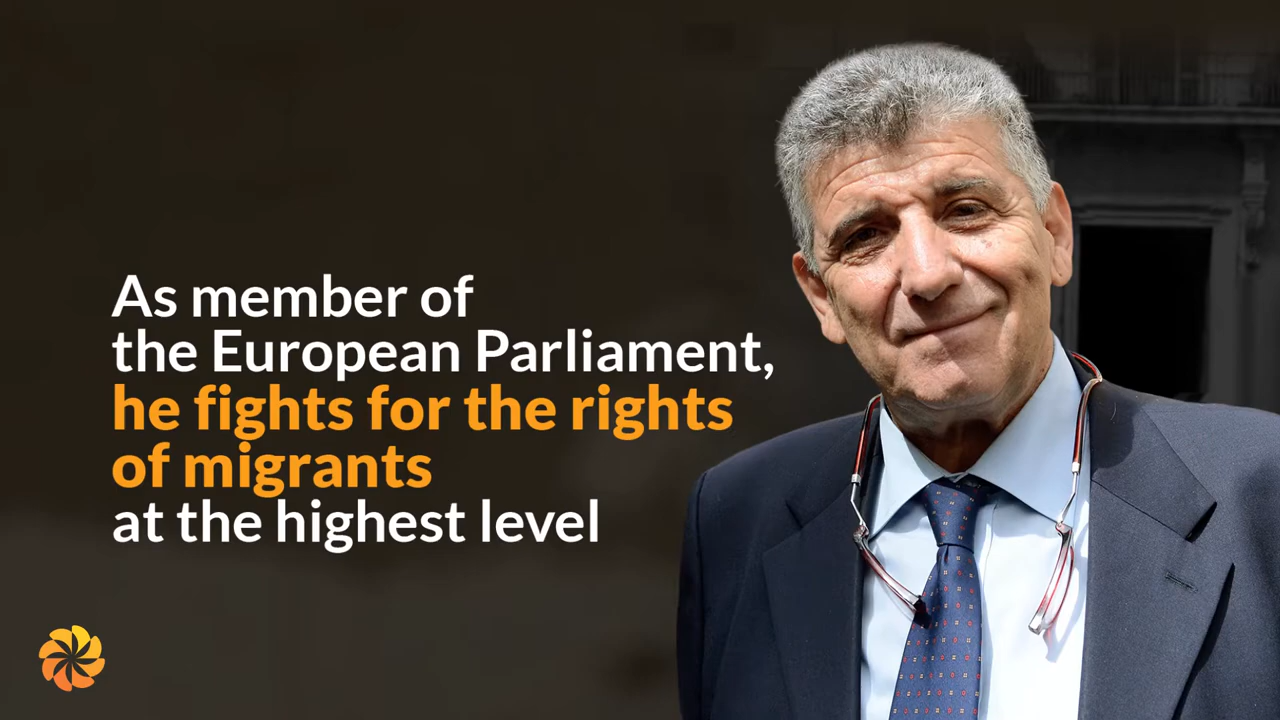 As member of
the European Parliament,
he fights for the rights
of migrants
at the highest level